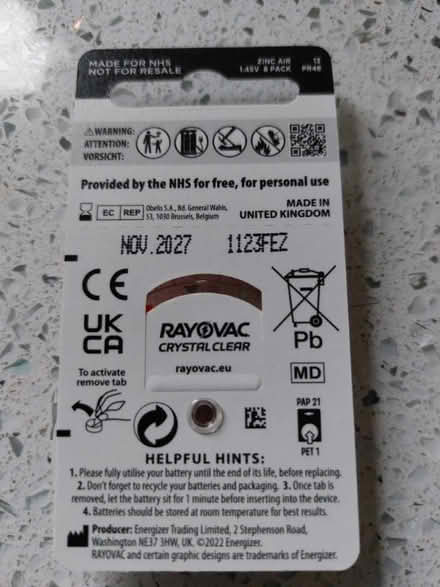 MADE FOR NHS
NOT FOR RESALE
ZINC AIR 13
1.45V 8 PACK PR48
WARNING:
ATTENTION:
VORSICHT:
Provided by the NHS for free, for personal use
EC REP
Obelis S.A., Bd. Général Wahis,
53, 1030 Brussels, Belgium
MADE IN
UNITED KINGDOM
NOV.2027 1123FEZ
CE
UK
CA
RAYOVAC
CRYSTAL CLEAR
rayovac.eu
Pb
MD
To activate
remove tab
PAP 21
PET 1
HELPFUL HINTS:
1. Please fully utilise your battery until the end of its life, before replacing.
2. Don't forget to recycle your batteries and packaging. 3. Once tab is
removed, let the battery sit for 1 minute before inserting into the device.
4. Batteries should be stored at room temperature for best results.
Producer: Energizer Trading Limited, 2 Stephenson Road,
Washington NE37 3HW, UK. ©2022 Energizer.
RAYOVAC and certain graphic designs are trademarks of Energizer.